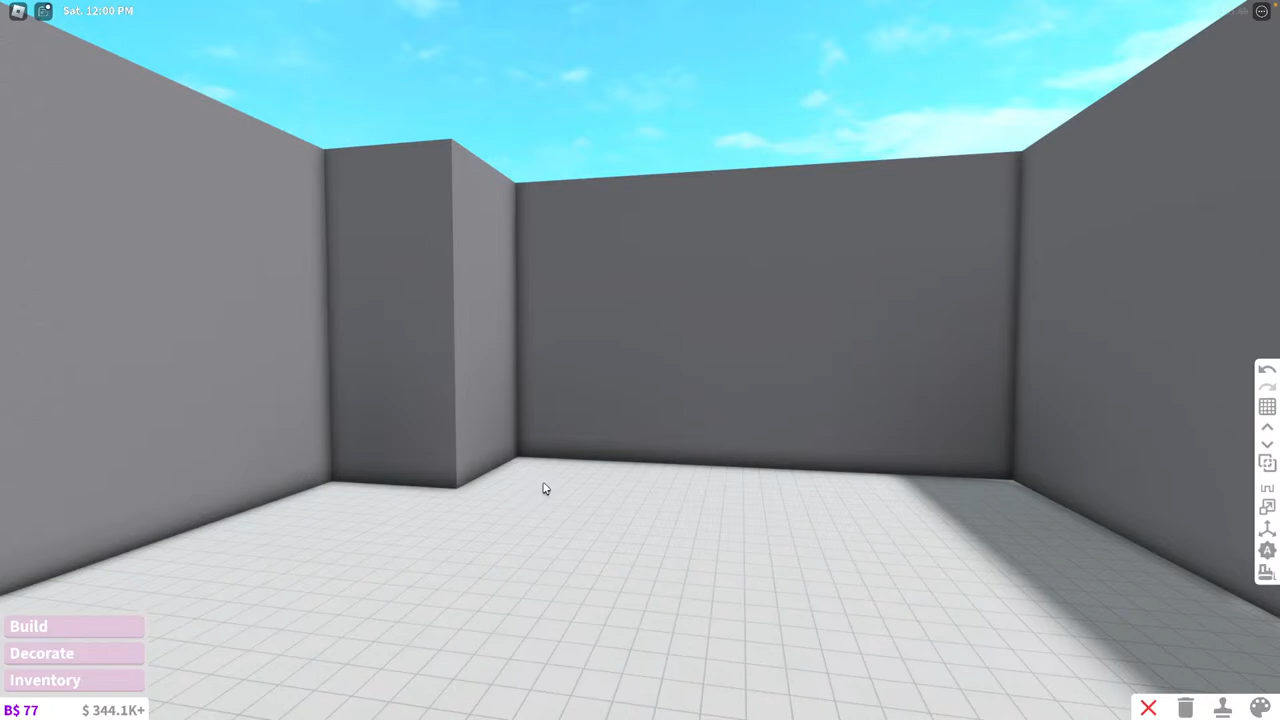 Sat. 12:00 PM
Build
Decorate
Inventory
B$ 77
$ 344.1K+